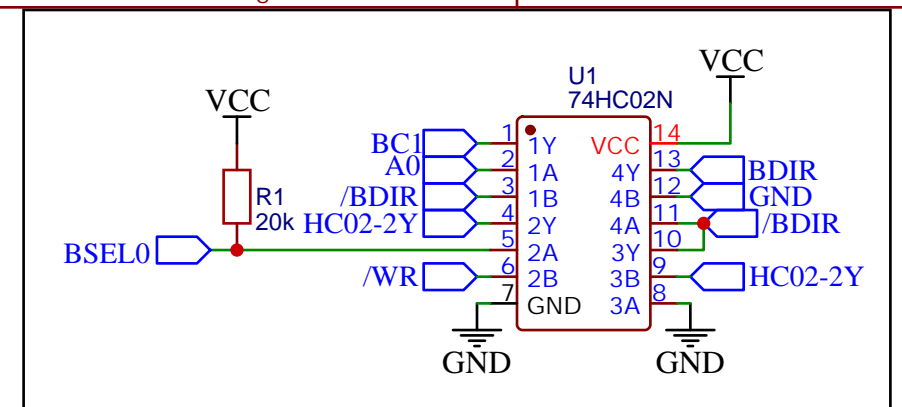 VCC
U1
74HC02N
VCC
R1
20k
BSEL0
BC1
A0
/BDIR
HC02-2Y
/WR
1
2
3
4
5
6
7
1Y
1A
1B
2Y
2A
2B
GND
VCC
4Y
4B
4A
3Y
3B
3A
14
13
12
11
10
9
8
BDIR
GND
/BDIR
HC02-2Y
GND
GND